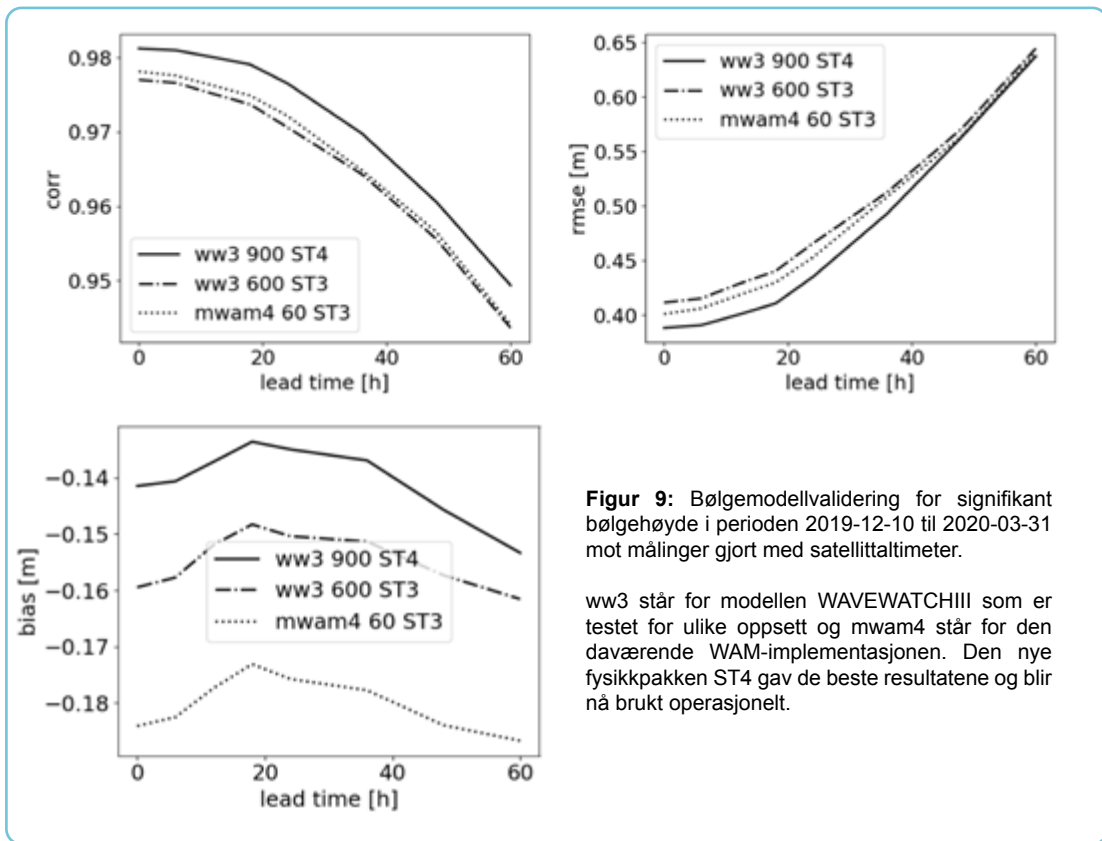 0.98
0.97
0.96
0.95
corr
ww3 900 ST4
ww3 600 ST3
mwam4 60 ST3
0 20 40 60
lead time [h]
0.65
0.60
0.55
0.50
0.45
0.40
rmse [m]
ww3 900 ST4
ww3 600 ST3
mwam4 60 ST3
0 20 40 60
lead time [h]
−0.14
−0.15
−0.16
−0.17
−0.18
bias [m]
ww3 900 ST4
ww3 600 ST3
mwam4 60 ST3
0 20 40 60
lead time [h]
Figur 9: Bølgemodellvalidering for signifikant
bølgehøyde i perioden 2019-12-10 til 2020-03-31
mot målinger gjort med satellittaltimeter.
ww3 står for modellen WAVEWATCHIII som er
testet for ulike oppsett og mwam4 står for den
daværende WAM-implementasjonen. Den nye
fysikkpakken ST4 gav de beste resultatene og blir
nå brukt operasjonelt.